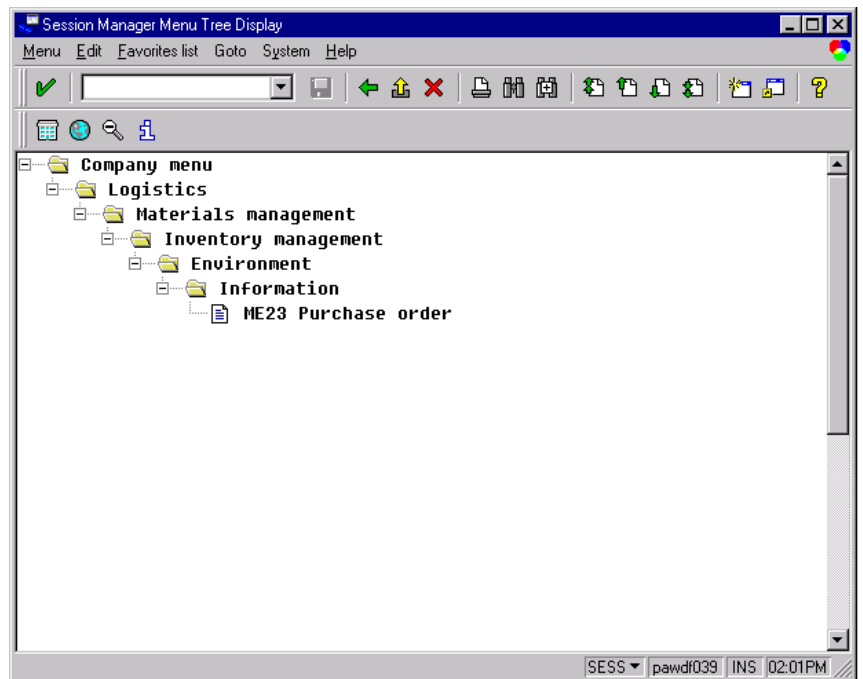 Session Manager Menu Tree Display
Menu Edit Favorites list Goto System Help
Company menu
Logistics
Materials management
Inventory management
Environment
Information
ME23 Purchase order
SESS pawdf039 INS 02:01PM